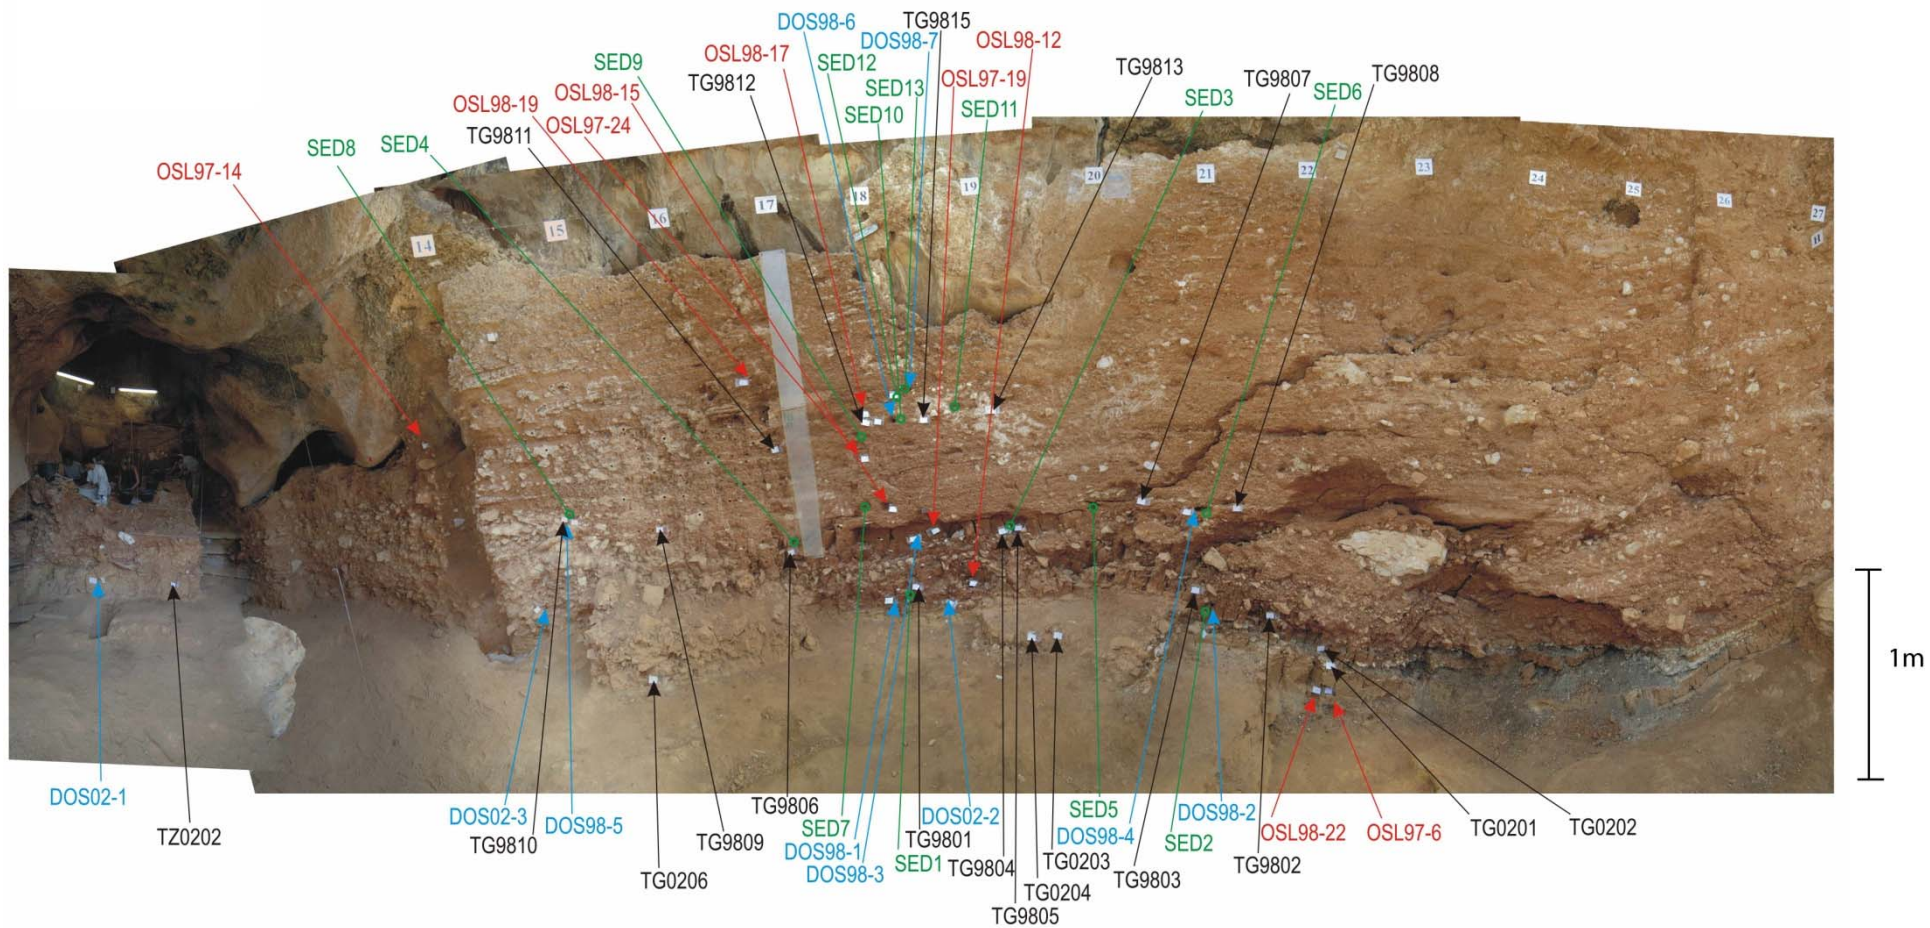 DOS98-6
TG9815
DOS98-7
OSL98-12
OSL98-17
SED9
SED12
TG9812
SED13
OSL97-19
TG9813
TG9807
TG9808
OSL98-19
OSL98-15
SED10
SED11
SED3
SED6
TG9811
OSL97-24
SED8
SED4
OSL97-14
14
15
16
17
18
19
20
21
22
23
24
25
26
27
H
1m
DOS02-1
TZ0202
DOS02-3
TG9810
DOS98-5
TG0206
TG9809
TG9806
SED7
DOS98-1
DOS98-3
SED1
TG9801
DOS02-2
TG9804
TG9805
TG0204
TG0203
SED5
DOS98-4
TG9803
SED2
DOS98-2
TG9802
OSL98-22
OSL97-6
TG0201
TG0202